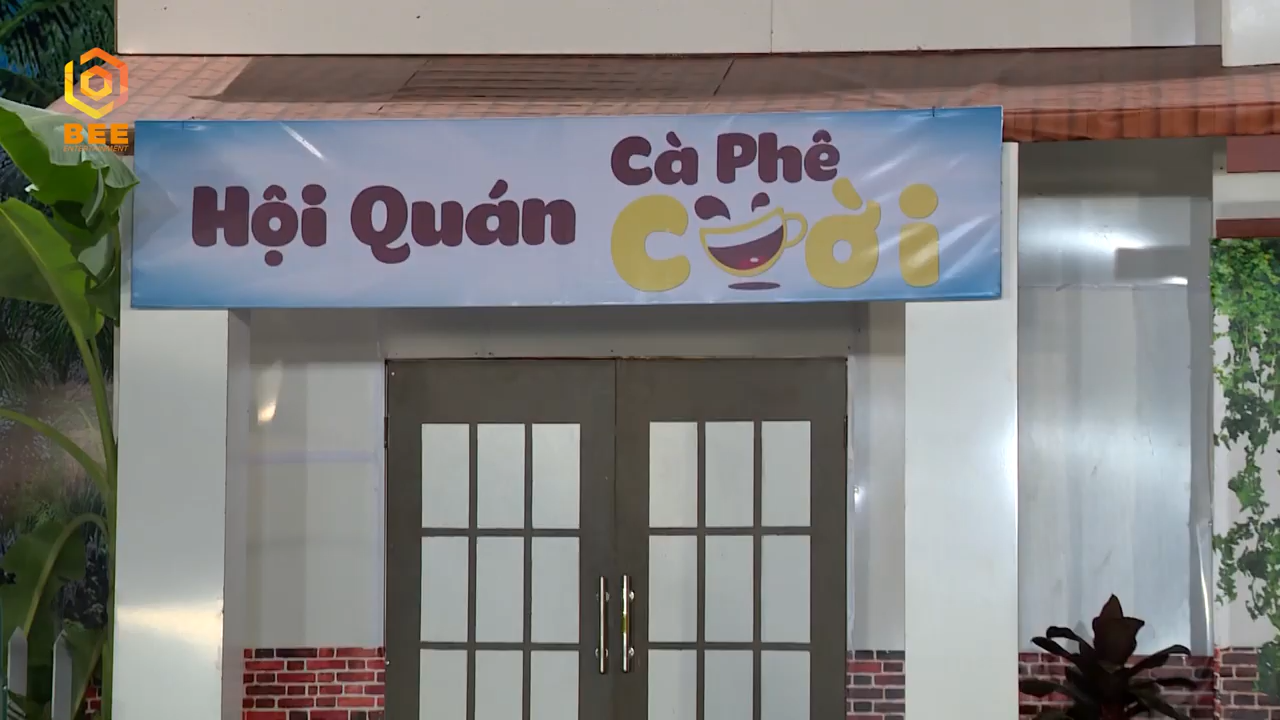 BEE
ENTERTAINMENT
Hội Quán
Cà Phê
Cười